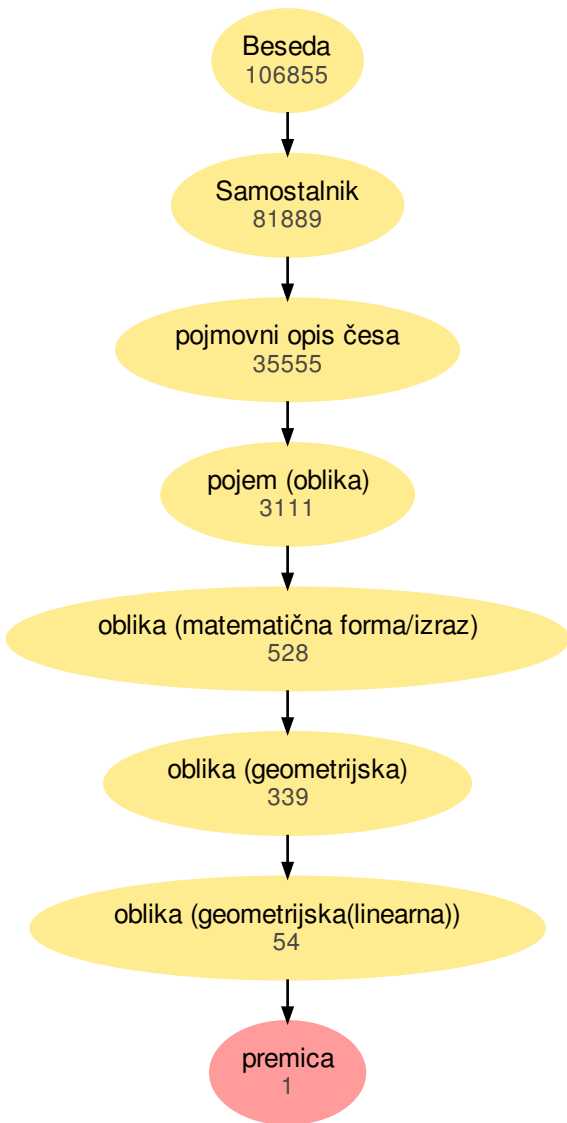 Beseda
106855
Samostalnik
81889
pojmovni opis česa
35555
pojem (oblika)
3111
oblika (matematična forma/izraz)
528
oblika (geometrijska)
339
oblika (geometrijska(linearna))
54
premica
1